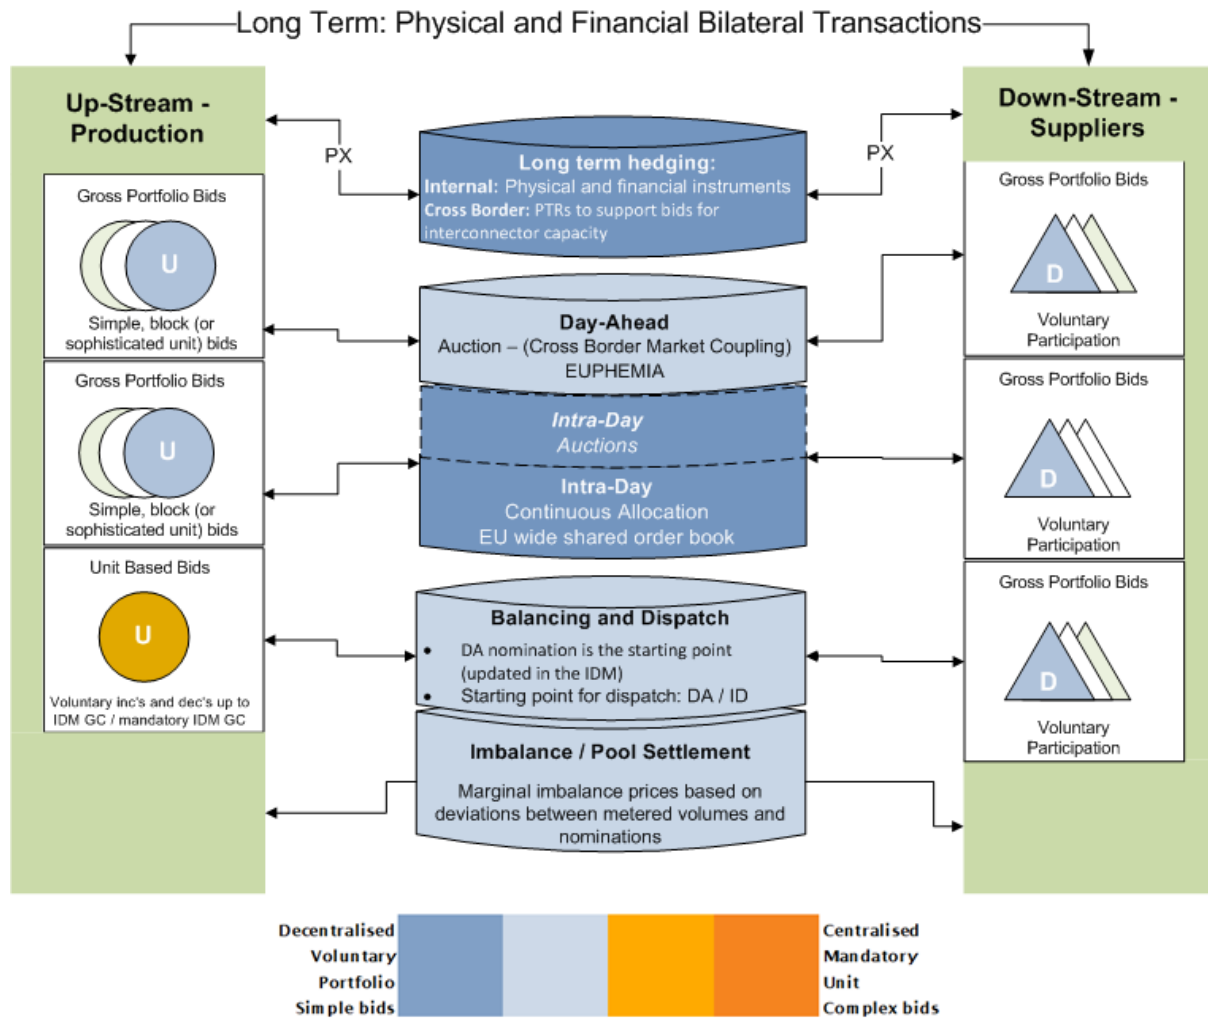 Long Term: Physical and Financial Bilateral Transactions
Up-Stream -
Production
Gross Portfolio Bids
U
Simple, block (or
sophisticated unit) bids
Gross Portfolio Bids
U
Simple, block (or
sophisticated unit) bids
Unit Based Bids
U
Voluntary inc's and dec's up to
IDM GC / mandatory IDM GC
PX
Long term hedging:
Internal: Physical and financial instruments
Cross Border: PTRs to support bids for
interconnector capacity
PX
Day-Ahead
Auction – (Cross Border Market Coupling)
EUPHEMIA
Intra-Day
Auctions
Intra-Day
Continuous Allocation
EU wide shared order book
Balancing and Dispatch
• DA nomination is the starting point
(updated in the IDM)
• Starting point for dispatch: DA / ID
Imbalance / Pool Settlement
Marginal imbalance prices based on
deviations between metered volumes and
nominations
Down-Stream -
Suppliers
Gross Portfolio Bids
D
Voluntary
Participation
Gross Portfolio Bids
D
Voluntary
Participation
Gross Portfolio Bids
D
Voluntary
Participation
Decentralised
Voluntary
Portfolio
Simple bids
Centralised
Mandatory
Unit
Complex bids